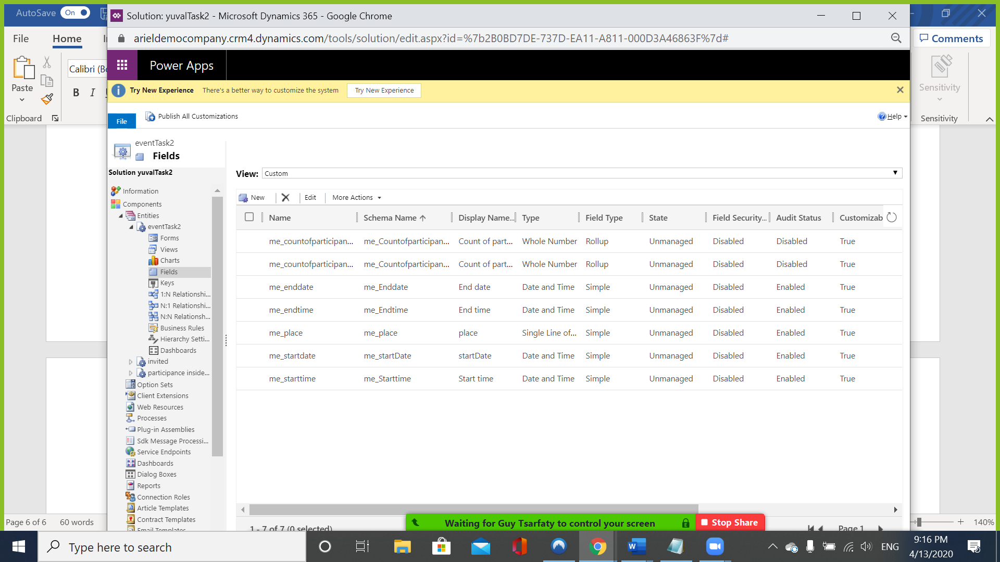 AutoSave On
Solution: yuvalTask2 - Microsoft Dynamics 365 - Google Chrome
arieldemocompany.crm4.dynamics.com/tools/solution/edit.aspx?id=%7b2B0BD7DE-737D-EA11-A811-000D3A46863F%7d#
File Home
Comments
Calibri (Bo
Paste
B I
Clipboard
Sensitivity
Sensitivity
Power Apps
Try New Experience There's a better way to customize the system Try New Experience
File Publish All Customizations Help
eventTask2
Fields
Solution yuvalTask2
Information
Components
Entities
eventTask2
Forms
Views
Charts
Fields
Keys
1:N Relationshi...
N:1 Relationshi...
N:N Relationsh...
Business Rules
Hierarchy Setti...
Dashboards
invited
participance inside...
Option Sets
Client Extensions
Web Resources
Processes
Plug-in Assemblies
Sdk Message Processi...
Service Endpoints
Dashboards
Dialog Boxes
Reports
Connection Roles
Article Templates
Contract Templates
Email Templates
View: Custom
New Edit More Actions
Name Schema Name Display Name... Type Field Type State Field Security... Audit Status Customizab
me_countofparticipan... me_Countofparticipan... Count of part... Whole Number Rollup Unmanaged Disabled Disabled True
me_countofparticipan... me_Countofparticipan... Count of part... Whole Number Rollup Unmanaged Disabled Disabled True
me_enddate me_Enddate End date Date and Time Simple Unmanaged Disabled Enabled True
me_endtime me_Endtime End time Date and Time Simple Unmanaged Disabled Enabled True
me_place me_place place Single Line of... Simple Unmanaged Disabled Enabled True
me_startdate me_startDate startDate Date and Time Simple Unmanaged Disabled Enabled True
me_starttime me_Starttime Start time Date and Time Simple Unmanaged Disabled Enabled True
1 - 7 of 7 (0 selected)
Page 1
Waiting for Guy Tsarfaty to control your screen Stop Share
Page 6 of 6 60 words
140%
Type here to search
ENG
9:16 PM
4/13/2020